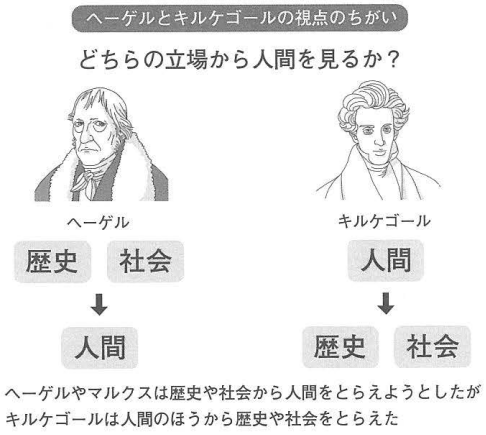 ヘーゲルとキルケゴールの視点のちがい
どちらの立場から人間を見るか？
ヘーゲル
キルケゴール
歴史 社会
人間
人間
歴史 社会
ヘーゲルやマルクスは歴史や社会から人間をとらえようとしたが
キルケゴールは人間のほうから歴史や社会をとらえた